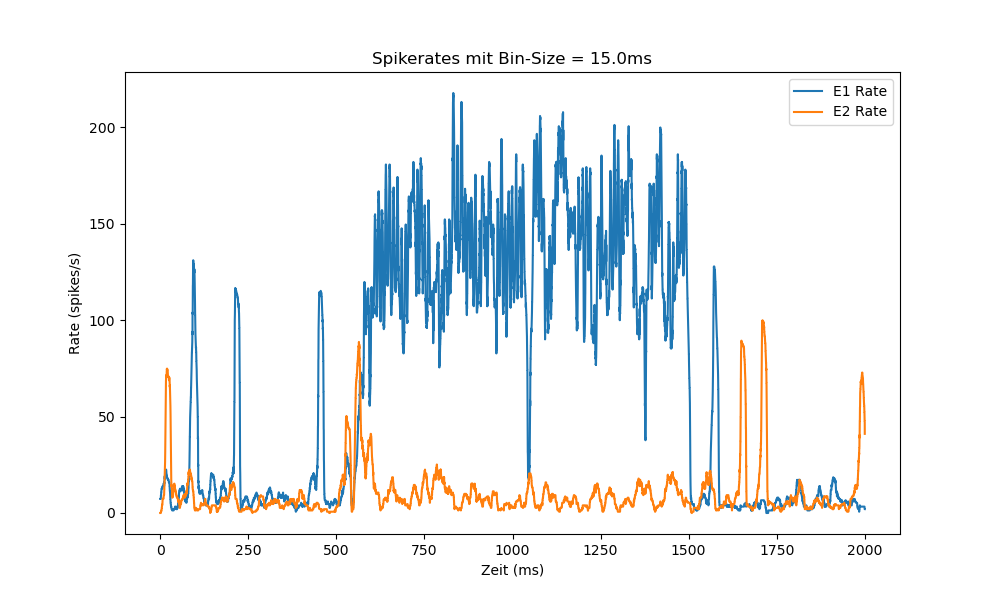 Spikerates mit Bin-Size = 15.0ms
E1 Rate
E2 Rate
Rate (spikes/s)
200
150
100
50
0
0 250 500 750 1000 1250 1500 1750 2000
Zeit (ms)